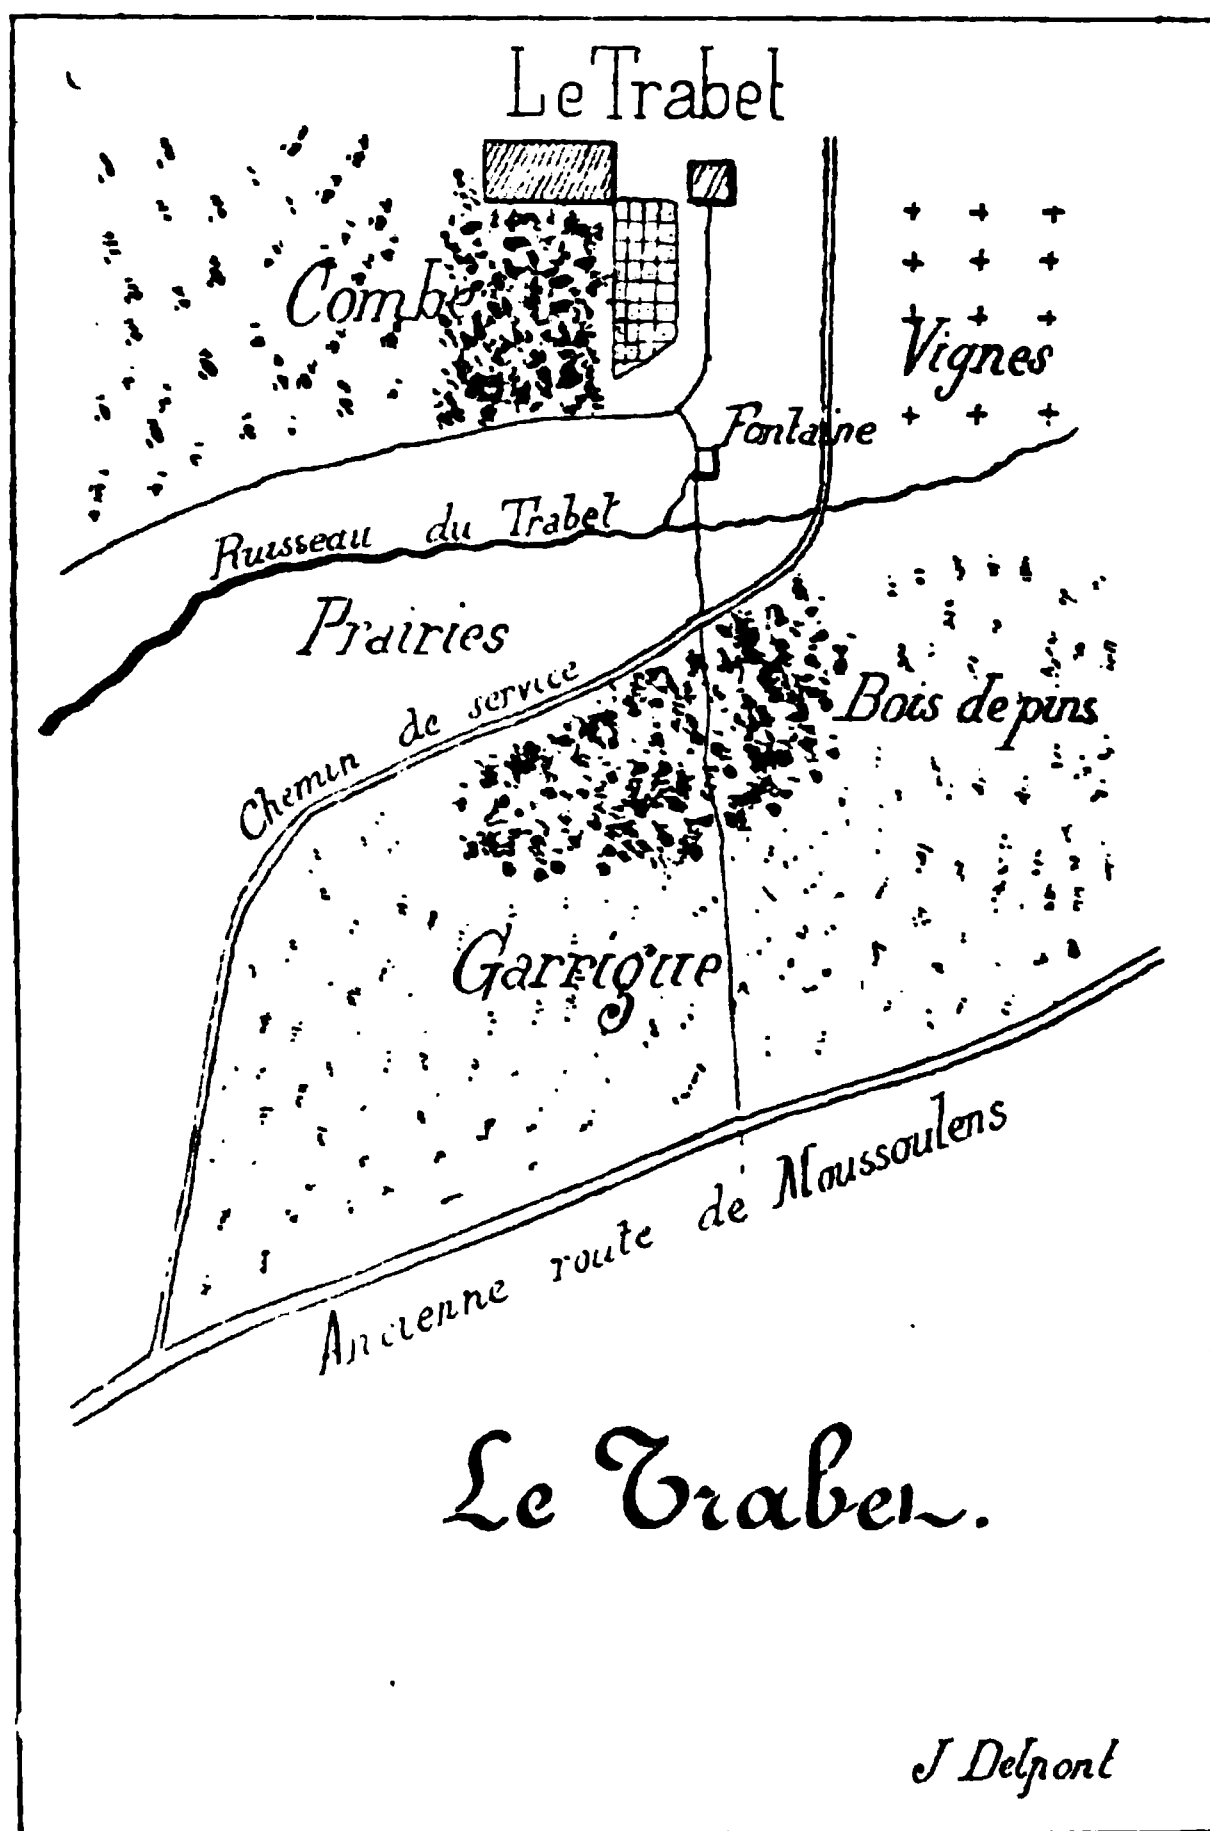 Le Trabet
Combe
Vignes
Fontaine
Ruisseau du Trabet
Prairies
Chemin de service
Bois de pins
Garrigue
Ancienne route de Moussoulens
Le Trabet.
J Delpont